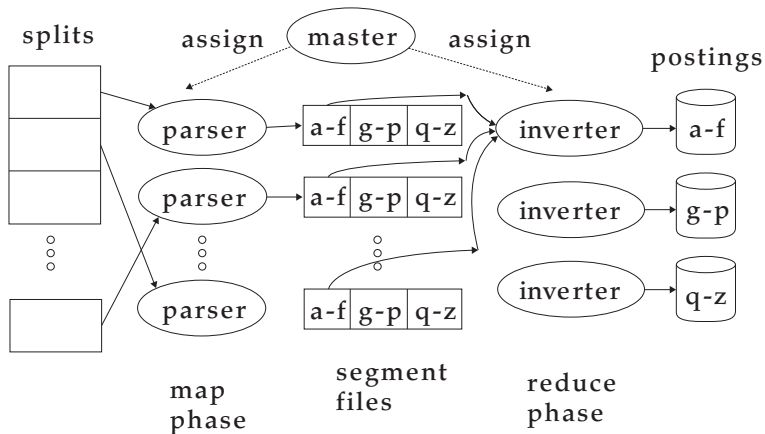 splits
assign
master
assign
postings
parser
a-f g-p q-z
inverter
a-f
parser
a-f g-p q-z
inverter
g-p
parser
a-f g-p q-z
inverter
q-z
map
phase
segment
files
reduce
phase